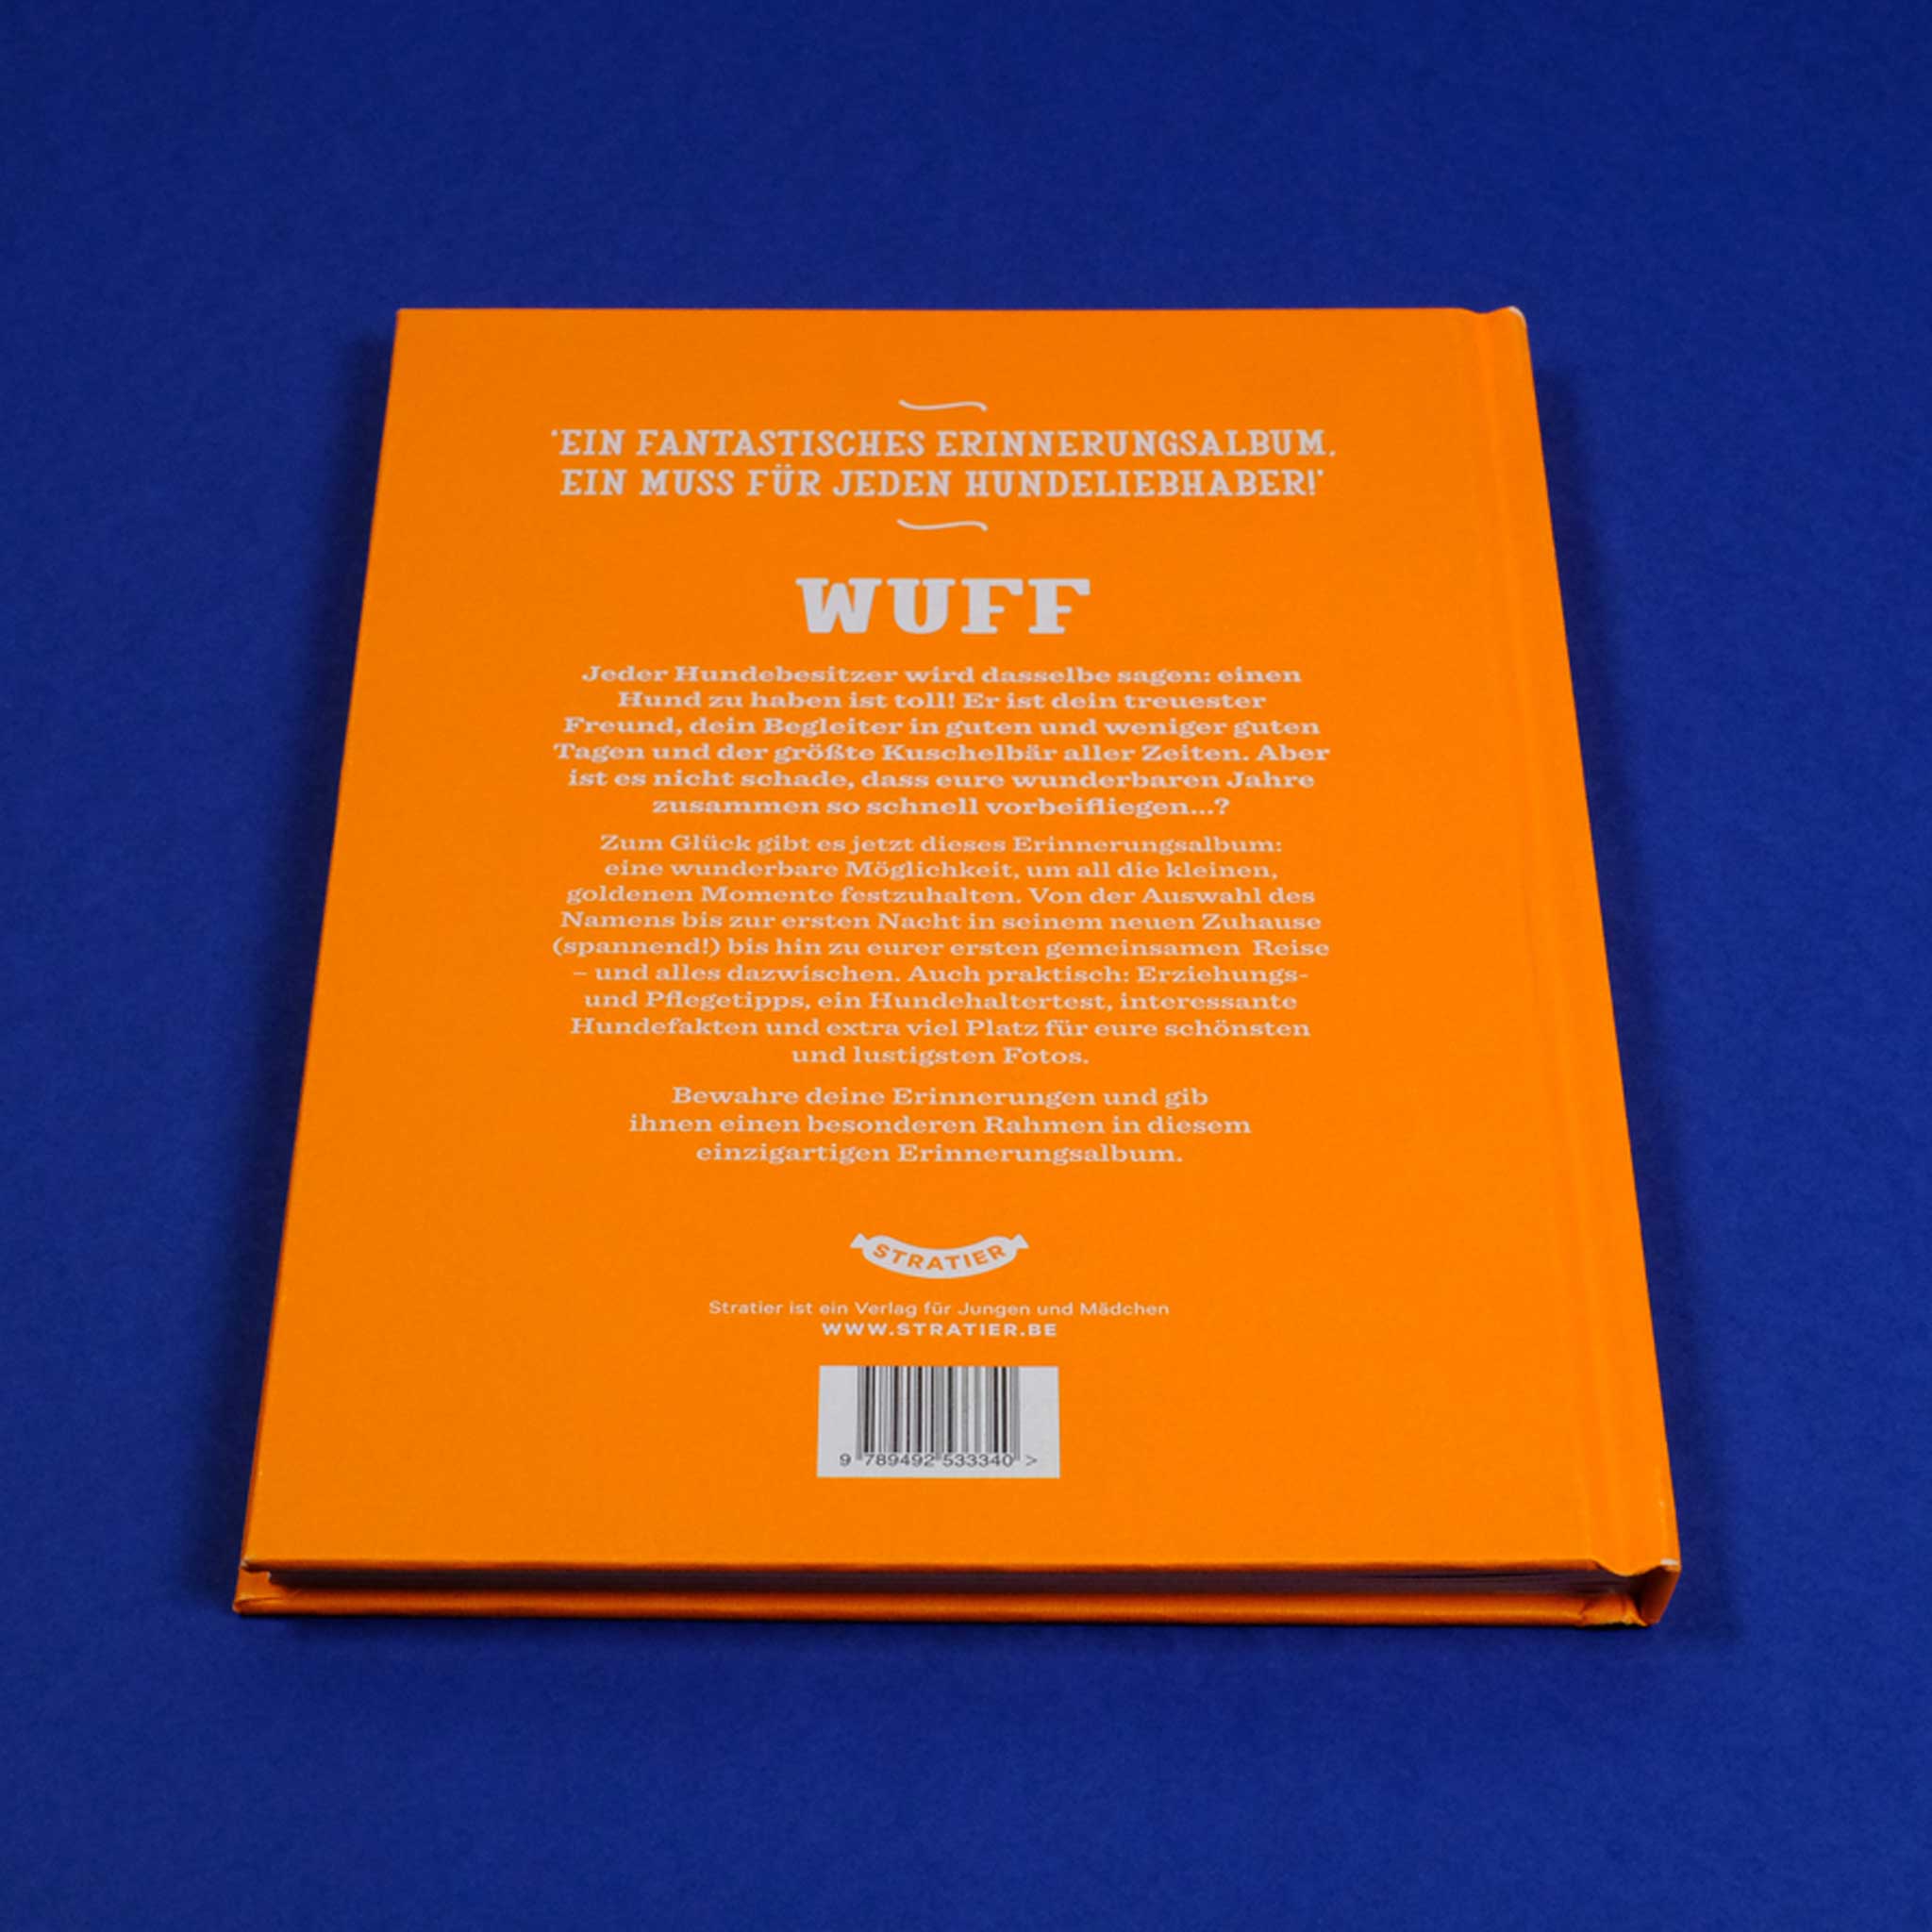 'EIN FANTASTISCHES ERINNERUNGSALBUM.
EIN MUSS FÜR JEDEN HUNDELIEBHABER!'
WUFF
Jeder Hundebesitzer wird dasselbe sagen: einen
Hund zu haben ist toll! Er ist dein treuester
Freund, dein Begleiter in guten und weniger guten
Tagen und der größte Kuschelbär aller Zeiten. Aber
ist es nicht schade, dass eure wunderbaren Jahre
zusammen so schnell vorbeifliegen...?
Zum Glück gibt es jetzt dieses Erinnerungsalbum:
eine wunderbare Möglichkeit, um all die kleinen,
goldenen Momente festzuhalten. Von der Auswahl des
Namens bis zur ersten Nacht in seinem neuen Zuhause
(spannend!) bis hin zu eurer ersten gemeinsamen Reise
– und alles dazwischen. Auch praktisch: Erziehungs-
und Pflegetipps, ein Hundehaltertest, interessante
Hundefakten und extra viel Platz für eure schönsten
und lustigsten Fotos.
Bewahre deine Erinnerungen und gib
ihnen einen besonderen Rahmen in diesem
einzigartigen Erinnerungsalbum.
STRATIER
Stratier ist ein Verlag für Jungen und Mädchen
WWW.STRATIER.BE
9 789492 533340 >